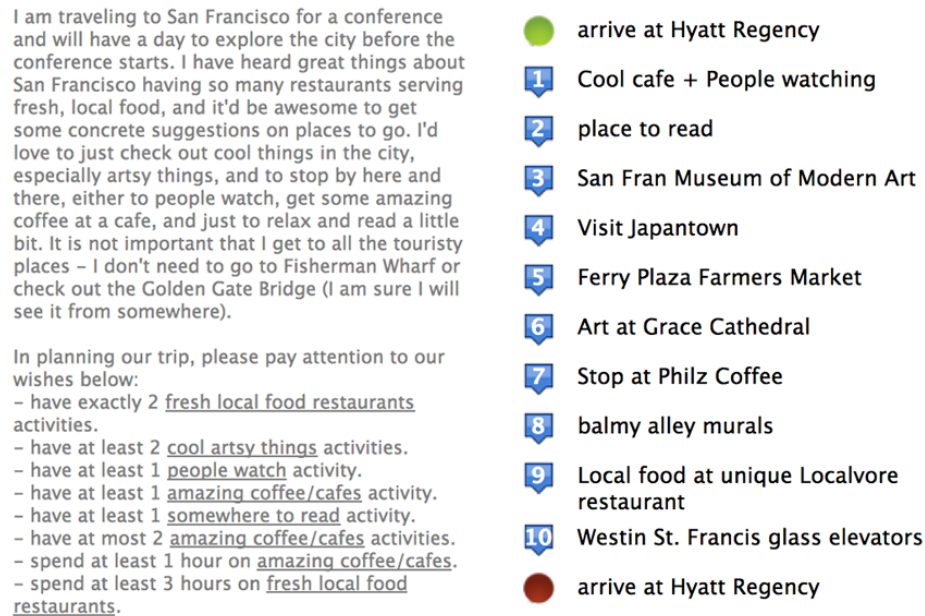 I am traveling to San Francisco for a conference
and will have a day to explore the city before the
conference starts. I have heard great things about
San Francisco having so many restaurants serving
fresh, local food, and it'd be awesome to get
some concrete suggestions on places to go. I'd
love to just check out cool things in the city,
especially artsy things, and to stop by here and
there, either to people watch, get some amazing
coffee at a cafe, and just to relax and read a little
bit. It is not important that I get to all the touristy
places – I don't need to go to Fisherman Wharf or
check out the Golden Gate Bridge (I am sure I will
see it from somewhere).
In planning our trip, please pay attention to our
wishes below:
– have exactly 2 fresh local food restaurants
activities.
– have at least 2 cool artsy things activities.
– have at least 1 people watch activity.
– have at least 1 amazing coffee/cafes activity.
– have at least 1 somewhere to read activity.
– have at most 2 amazing coffee/cafes activities.
– spend at least 1 hour on amazing coffee/cafes.
– spend at least 3 hours on fresh local food
restaurants.
arrive at Hyatt Regency
1 Cool cafe + People watching
2 place to read
3 San Fran Museum of Modern Art
4 Visit Japantown
5 Ferry Plaza Farmers Market
6 Art at Grace Cathedral
7 Stop at Philz Coffee
8 balmy alley murals
9 Local food at unique Localvore
restaurant
10 Westin St. Francis glass elevators
arrive at Hyatt Regency